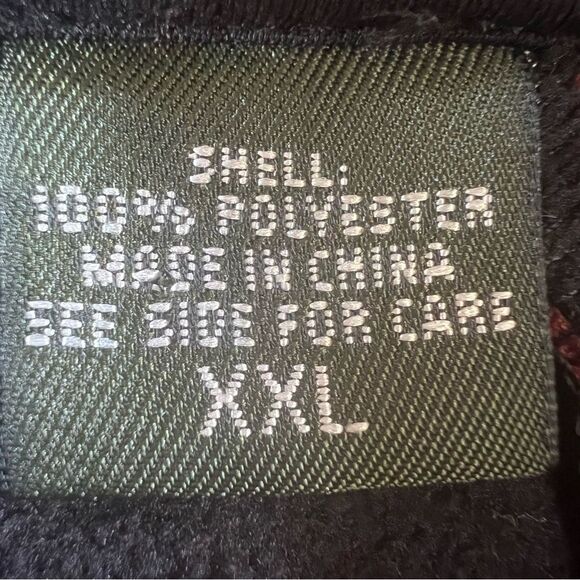 SHELL:
100% POLYESTER
MADE IN CHINA
SEE SIDE FOR CARE
XXL